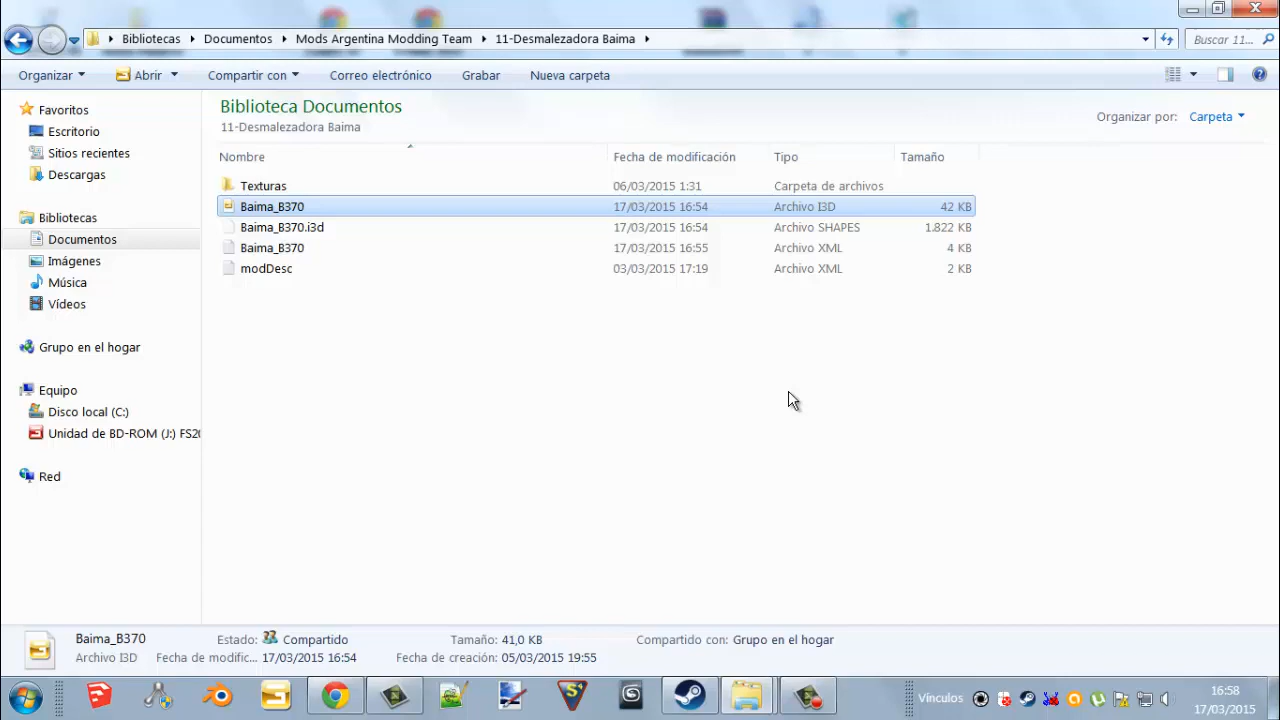 Bibliotecas Documentos Mods Argentina Modding Team 11-Desmalezadora Baima Buscar 11...
Organizar Abrir Compartir con Correo electrónico Grabar Nueva carpeta
Favoritos
Escritorio
Sitios recientes
Descargas
Bibliotecas
Documentos
Imágenes
Música
Vídeos
Grupo en el hogar
Equipo
Disco local (C:)
Unidad de BD-ROM (J:) FS20
Red
Biblioteca Documentos
11-Desmalezadora Baima
Organizar por: Carpeta
Nombre Fecha de modificación Tipo Tamaño
Texturas 06/03/2015 1:31 Carpeta de archivos
Baima_B370 17/03/2015 16:54 Archivo I3D 42 KB
Baima_B370.i3d 17/03/2015 16:54 Archivo SHAPES 1.822 KB
Baima_B370 17/03/2015 16:55 Archivo XML 4 KB
modDesc 03/03/2015 17:19 Archivo XML 2 KB
Baima_B370 Estado: Compartido Tamaño: 41,0 KB Compartido con: Grupo en el hogar
Archivo I3D Fecha de modific... 17/03/2015 16:54 Fecha de creación: 05/03/2015 19:55
Vínculos
16:58
17/03/2015